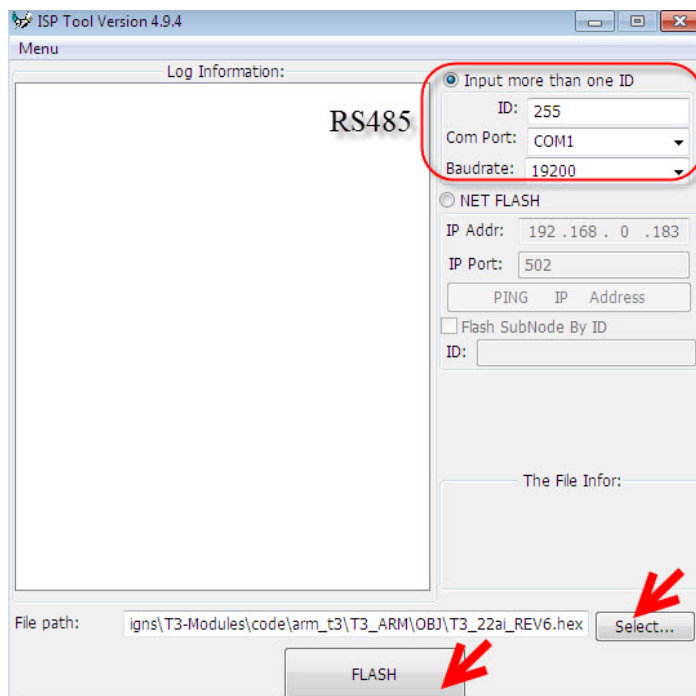 ISP Tool Version 4.9.4
Menu
Log Information:
RS485
Input more than one ID
ID: 255
Com Port: COM1
Baudrate: 19200
NET FLASH
IP Addr: 192 .168 . 0 .183
IP Port: 502
PING IP Address
Flash SubNode By ID
ID:
The File Infor:
File path: igns\T3-Modules\code\arm_t3\T3_ARM\OBJ\T3_22ai_REV6.hex Select...
FLASH